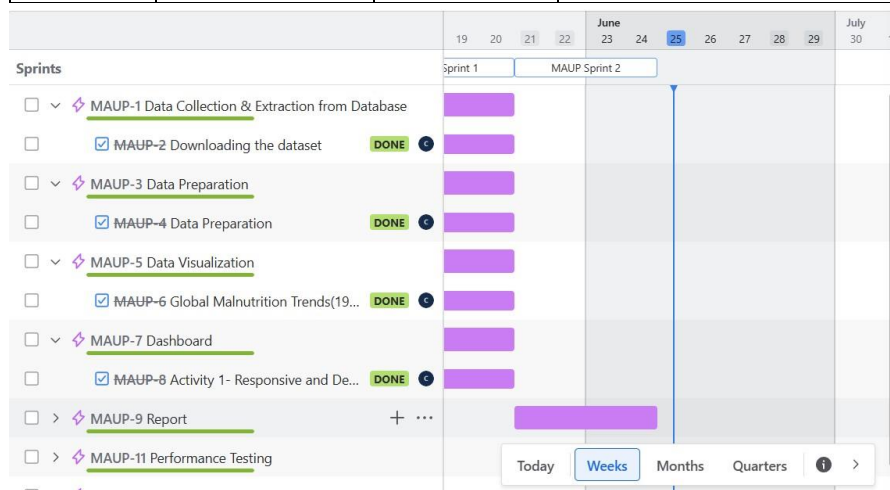 June July
19 20 21 22 23 24 25 26 27 28 29 30
Sprints Sprint 1 MAUP Sprint 2
MAUP-1 Data Collection & Extraction from Database
MAUP-2 Downloading the dataset DONE C
MAUP-3 Data Preparation
MAUP-4 Data Preparation DONE C
MAUP-5 Data Visualization
MAUP-6 Global Malnutrition Trends(19... DONE C
MAUP-7 Dashboard
MAUP-8 Activity 1- Responsive and De... DONE C
MAUP-9 Report
MAUP-11 Performance Testing
Today Weeks Months Quarters